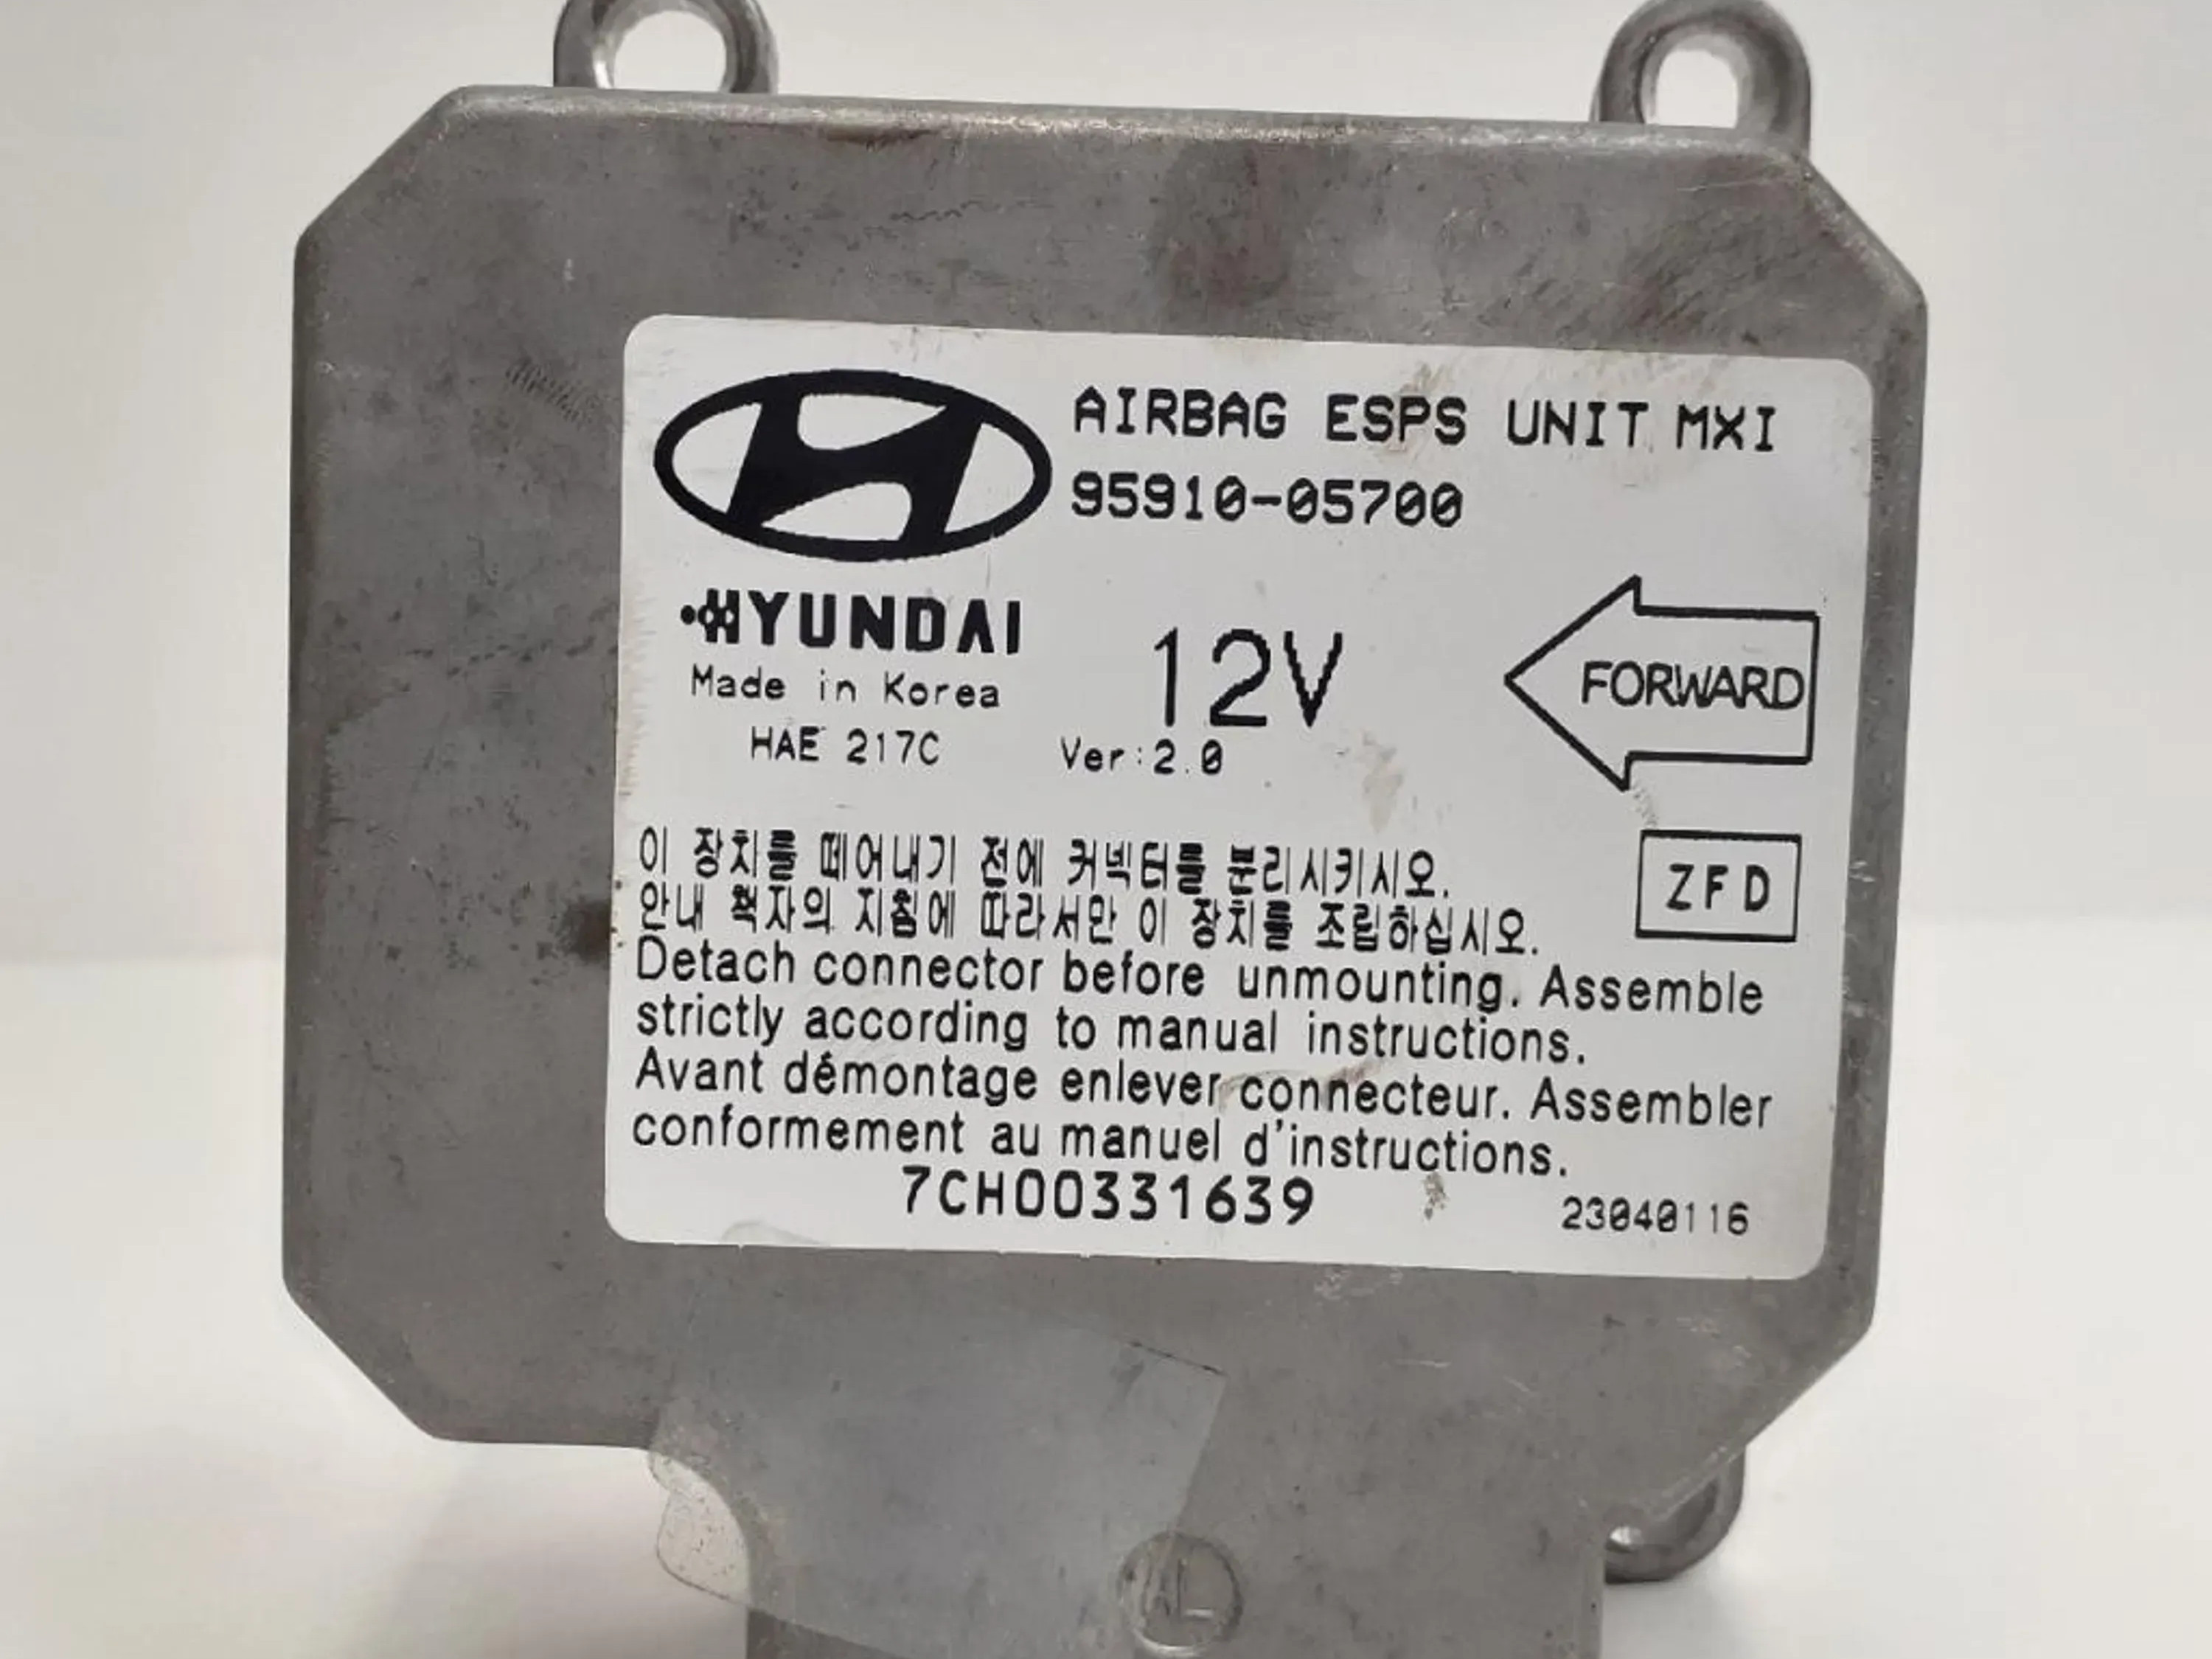 AIRBAG ESPS UNIT MXI
95910-05700
HYUNDAI
Made in Korea
HAE 217C
12V
Ver:2.0
FORWARD
ZFD
이 장치를 떼어내기 전에 커넥터를 분리시키시오.
안내 책자의 지침에 따라서만 이 장치를 조립하십시오.
Detach connector before unmounting. Assemble
strictly according to manual instructions.
Avant démontage enlever connecteur. Assembler
conformement au manuel d'instructions.
7CH00331639
23040116